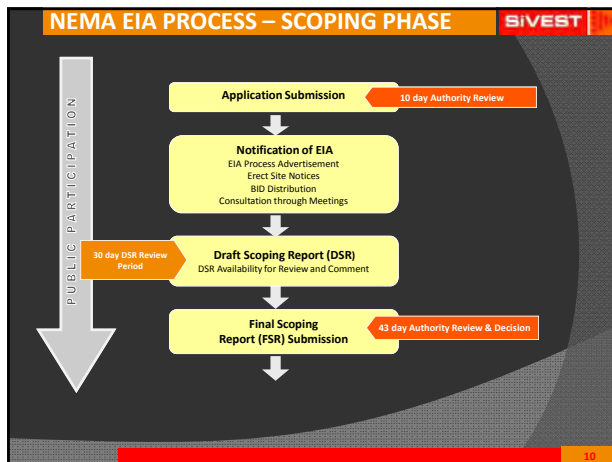 NEMA EIA PROCESS – SCOPING PHASE
SiVEST
PUBLIC PARTICIPATION
Application Submission
10 day Authority Review
Notification of EIA
EIA Process Advertisement
Erect Site Notices
BID Distribution
Consultation through Meetings
30 day DSR Review
Period
Draft Scoping Report (DSR)
DSR Availability for Review and Comment
Final Scoping
Report (FSR) Submission
43 day Authority Review & Decision
10